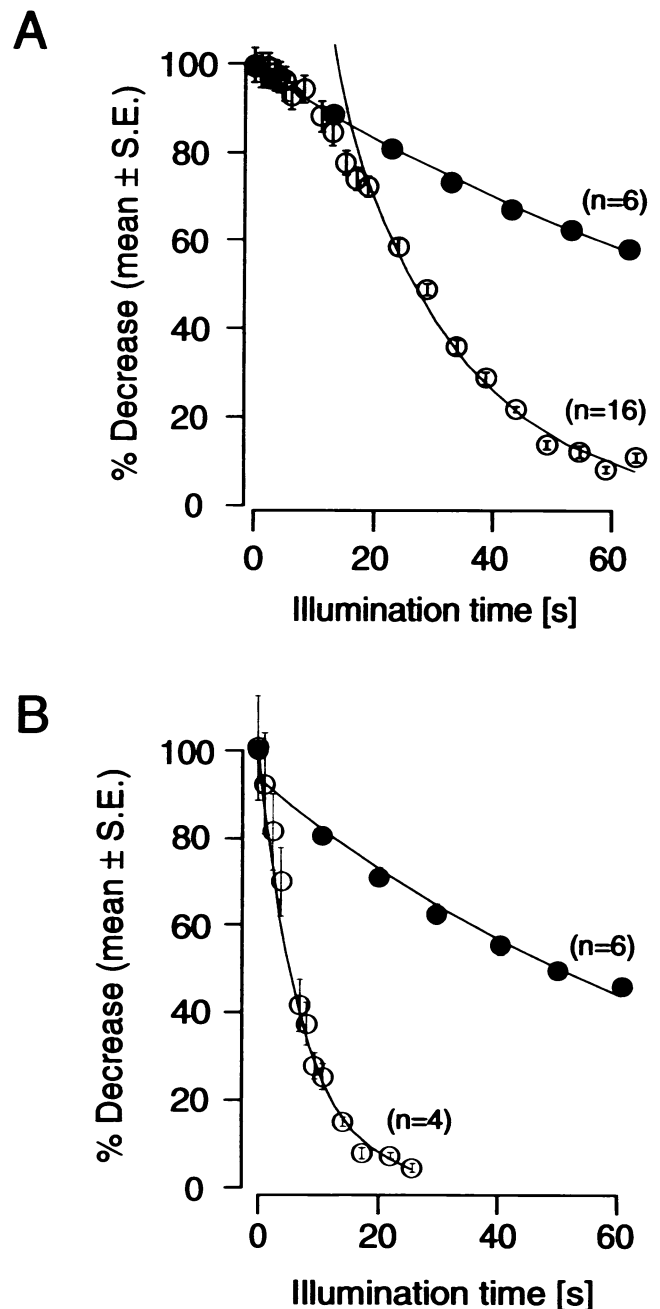 A
% Decrease (mean ± S.E.)
100
80
60
40
20
0
(n=6)
(n=16)
0 20 40 60
Illumination time [s]
B
% Decrease (mean ± S.E.)
100
80
60
40
20
0
(n=6)
(n=4)
0 20 40 60
Illumination time [s]